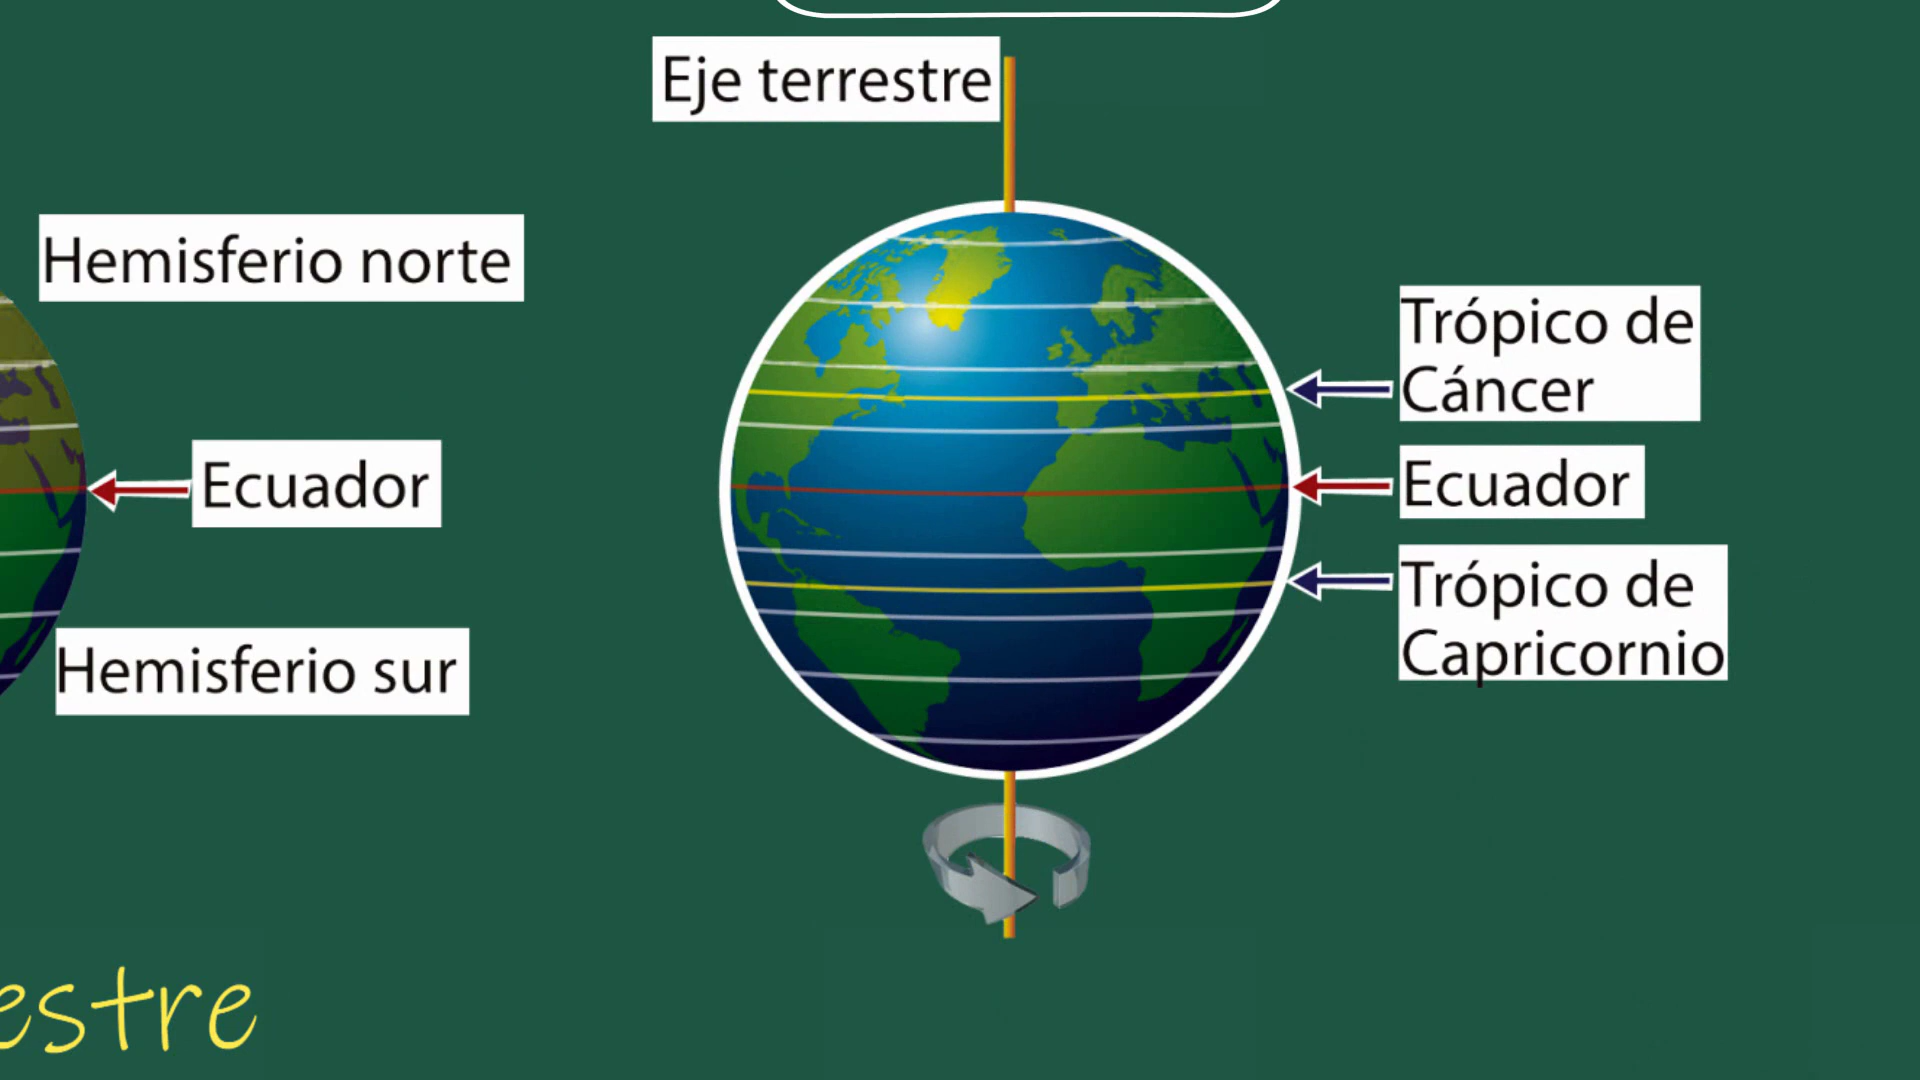 Eje terrestre
Hemisferio norte
Ecuador
Hemisferio sur
Trópico de
Cáncer
Ecuador
Trópico de
Capricornio
estre